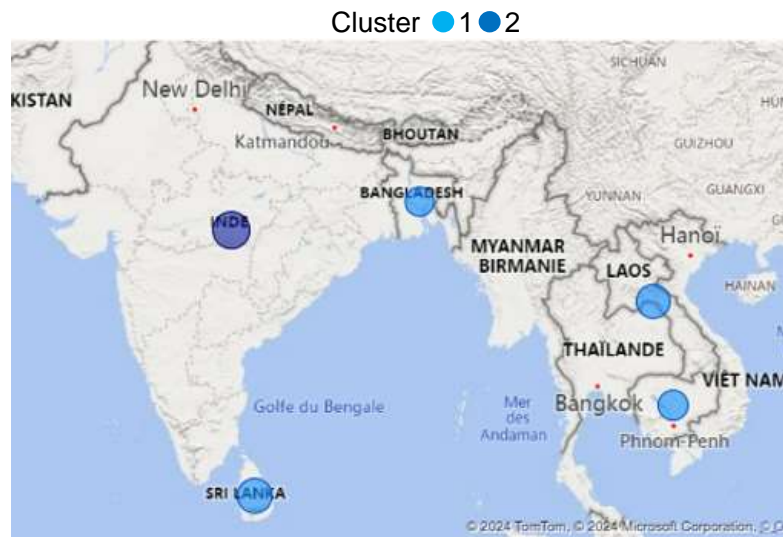 Cluster 1 2
SICHUAN
KISTAN
New Delhi
NÉPAL
BHOUTAN
Katmandou
GUIZHOU
BANGLADESH
YUNNAN
GUANGXI
INDE
MYANMAR
BIRMANIE
Hanoï
LAOS
HAINAN
THAÏLANDE
VIÊT NAM
Golfe du Bengale
Mer
des
Andaman
Bangkok
Phnom-Penh
SRI LANKA
© 2024 TomTom, © 2024 Microsoft Corporation, © O